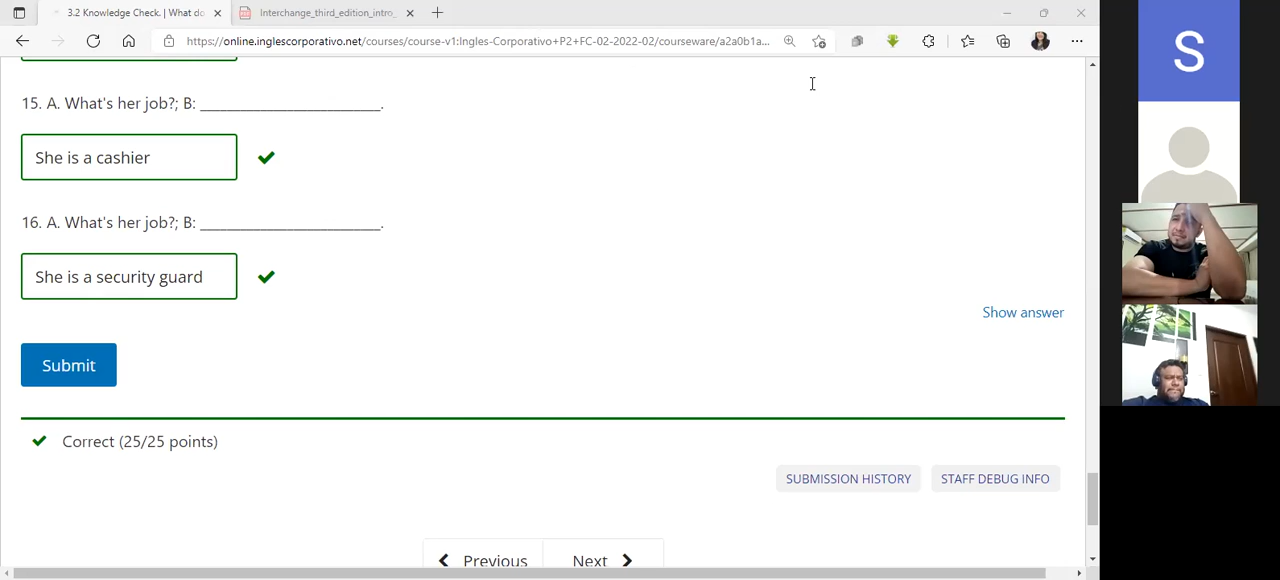 3.2 Knowledge Check. | What do
Interchange_third_edition_intro_
https://online.inglescorporativo.net/courses/course-v1:Ingles-Corporativo+P2+FC-02-2022-02/courseware/a2a0b1a...
15. A. What's her job?; B: ________________________.
She is a cashier
16. A. What's her job?; B: ________________________.
She is a security guard
Show answer
Submit
Correct (25/25 points)
SUBMISSION HISTORY
STAFF DEBUG INFO
Previous
Next
S